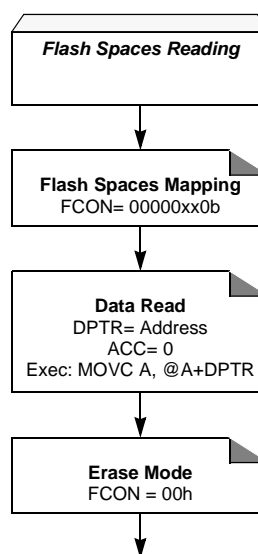 Flash Spaces Reading
Flash Spaces Mapping
FCON= 00000xx0b
Data Read
DPTR= Address
ACC= 0
Exec: MOVC A, @A+DPTR
Erase Mode
FCON = 00h